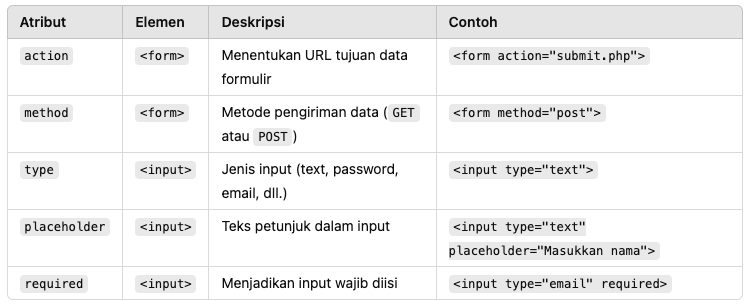 Atribut Elemen Deskripsi Contoh
action <form> Menentukan URL tujuan data <form action="submit.php">
formulir
method <form> Metode pengiriman data ( GET <form method="post">
atau POST )
type <input> Jenis input (text, password, <input type="text">
email, dll.)
placeholder <input> Teks petunjuk dalam input <input type="text"
placeholder="Masukkan nama">
required <input> Menjadikan input wajib diisi <input type="email" required>